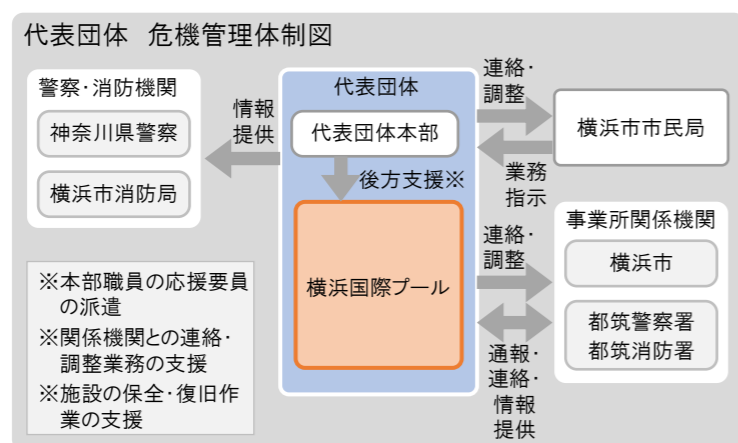 代表団体　危機管理体制図
警察・消防機関
神奈川県警察
横浜市消防局
情報
提供
代表団体
代表団体本部
後方支援※
横浜国際プール
連絡・
調整
業務
指示
横浜市市民局
連絡・
調整
通報・
連絡・
情報
提供
事業所関係機関
横浜市
都筑警察署
都筑消防署
※本部職員の応援要員
の派遣
※関係機関との連絡・
調整業務の支援
※施設の保全・復旧作
業の支援